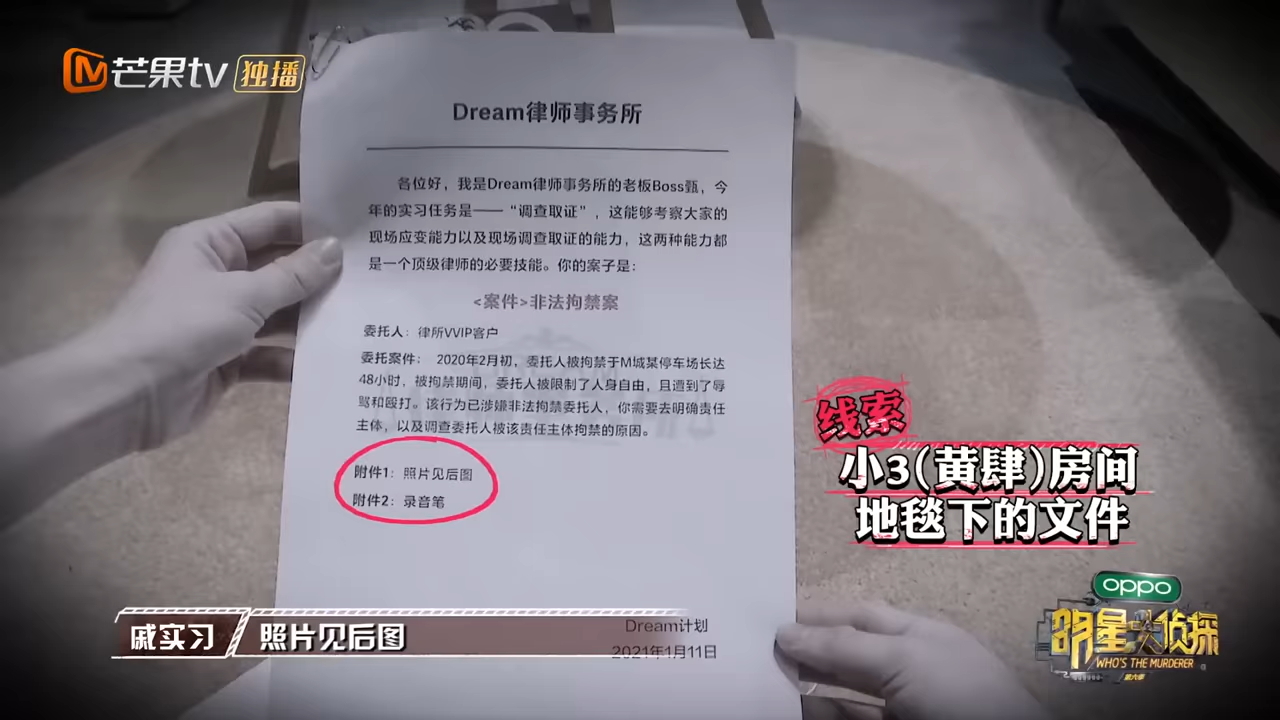 芒果tv 独播
Dream律师事务所
各位好，我是Dream律师事务所的老板Boss甄，今
年的实习任务是——“调查取证”，这能够考察大家的
现场应变能力以及现场调查取证的能力，这两种能力都
是一个顶级律师的必要技能。你的案子是：
<案件>非法拘禁案
委托人：律所VVIP客户
委托案件：2020年2月初，委托人被拘禁于M城某停车场长达
48小时，被拘禁期间，委托人被限制了人身自由，且遭到了辱
骂和殴打。该行为已涉嫌非法拘禁委托人，你需要去明确责任
主体，以及调查委托人被该责任主体拘禁的原因。
附件1：照片见后图
附件2：录音笔
线索
小3(黄肆)房间
地毯下的文件
oppo
明星大侦探
WHO'S THE MURDERER
第六季
戚实习 照片见后图
Dream计划
2021年1月11日